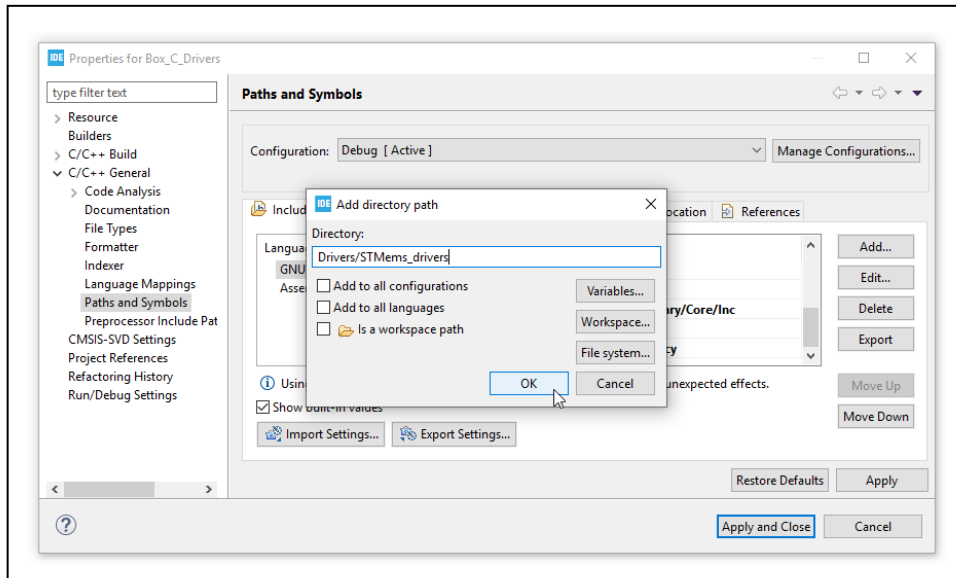 IDE Properties for Box_C_Drivers
type filter text
Resource
Builders
C/C++ Build
C/C++ General
Code Analysis
Documentation
File Types
Formatter
Indexer
Language Mappings
Paths and Symbols
Preprocessor Include Pat
CMSIS-SVD Settings
Project References
Refactoring History
Run/Debug Settings
Paths and Symbols
Configuration: Debug [ Active ]
Manage Configurations...
Includ
ocation
References
Langua
GNU
Asse
ary/Core/Inc
cy
Add...
Edit...
Delete
Export
Move Up
Move Down
IDE Add directory path
Directory:
Drivers/STMems_drivers
Add to all configurations
Add to all languages
Is a workspace path
Variables...
Workspace...
File system...
OK
Cancel
Usin
unexpected effects.
Show built-in values
Import Settings...
Export Settings...
Restore Defaults
Apply
?
Apply and Close
Cancel